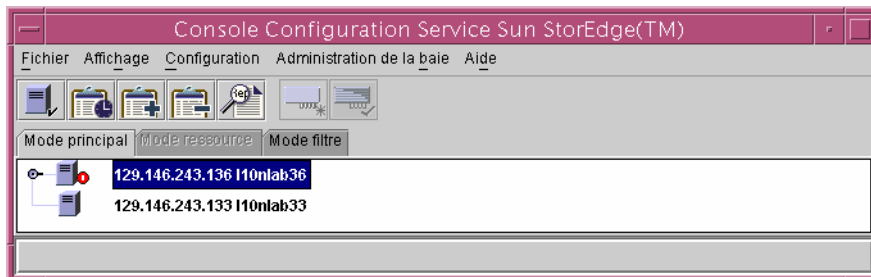 Console Configuration Service Sun StorEdge(TM)
Fichier Affichage Configuration Administration de la baie Aide
Mode principal Mode ressource Mode filtre
129.146.243.136 l10nlab36
129.146.243.133 l10nlab33